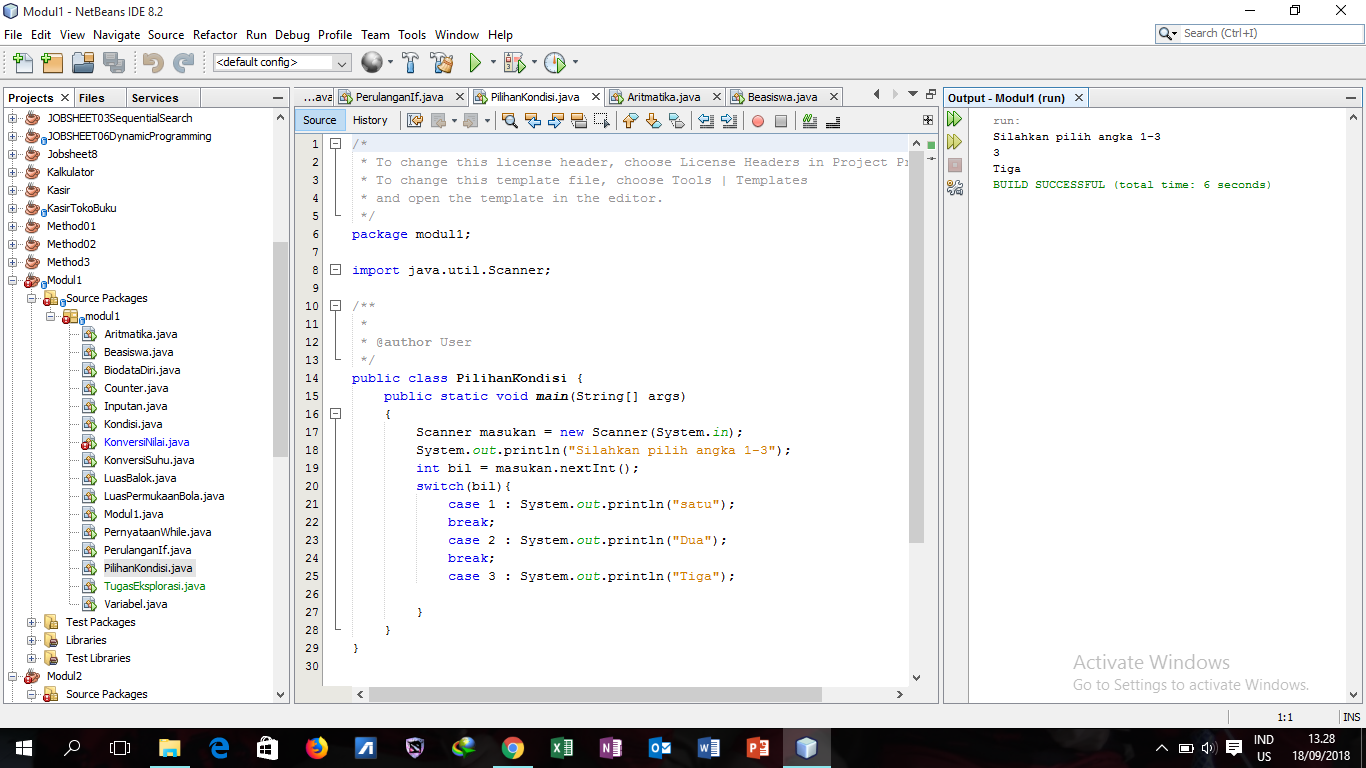 Modul1 - NetBeans IDE 8.2
File Edit View Navigate Source Refactor Run Debug Profile Team Tools Window Help
Search (Ctrl+I)
<default config>
Projects Files Services
JOBSHEET03SequentialSearch
JOBSHEET06DynamicProgramming
Jobsheet8
Kalkulator
Kasir
KasirTokoBuku
Method01
Method02
Method3
Modul1
Source Packages
modul1
Aritmatika.java
Beasiswa.java
BiodataDiri.java
Counter.java
Inputan.java
Kondisi.java
KonversiNilai.java
KonversiSuhu.java
LuasBalok.java
LuasPermukaanBola.java
Modul1.java
PernyataanWhile.java
PerulanganIf.java
PilihanKondisi.java
TugasEksplorasi.java
Variabel.java
Test Packages
Libraries
Test Libraries
Modul2
Source Packages
...ava PerulanganIf.java PilihanKondisi.java Aritmatika.java Beasiswa.java
Source History
1 /*
2 * To change this license header, choose License Headers in Project Pr
3 * To change this template file, choose Tools | Templates
4 * and open the template in the editor.
5 */
6 package modul1;
7
8 import java.util.Scanner;
9
10 /**
11 *
12 * @author User
13 */
14 public class PilihanKondisi {
15 public static void main(String[] args)
16 {
17 Scanner masukan = new Scanner(System.in);
18 System.out.println("Silahkan pilih angka 1-3");
19 int bil = masukan.nextInt();
20 switch(bil){
21 case 1 : System.out.println("satu");
22 break;
23 case 2 : System.out.println("Dua");
24 break;
25 case 3 : System.out.println("Tiga");
26
27 }
28 }
29 }
30
Output - Modul1 (run)
run:
Silahkan pilih angka 1-3
3
Tiga
BUILD SUCCESSFUL (total time: 6 seconds)
Activate Windows
Go to Settings to activate Windows.
1:1 INS
IND
US
13.28
18/09/2018